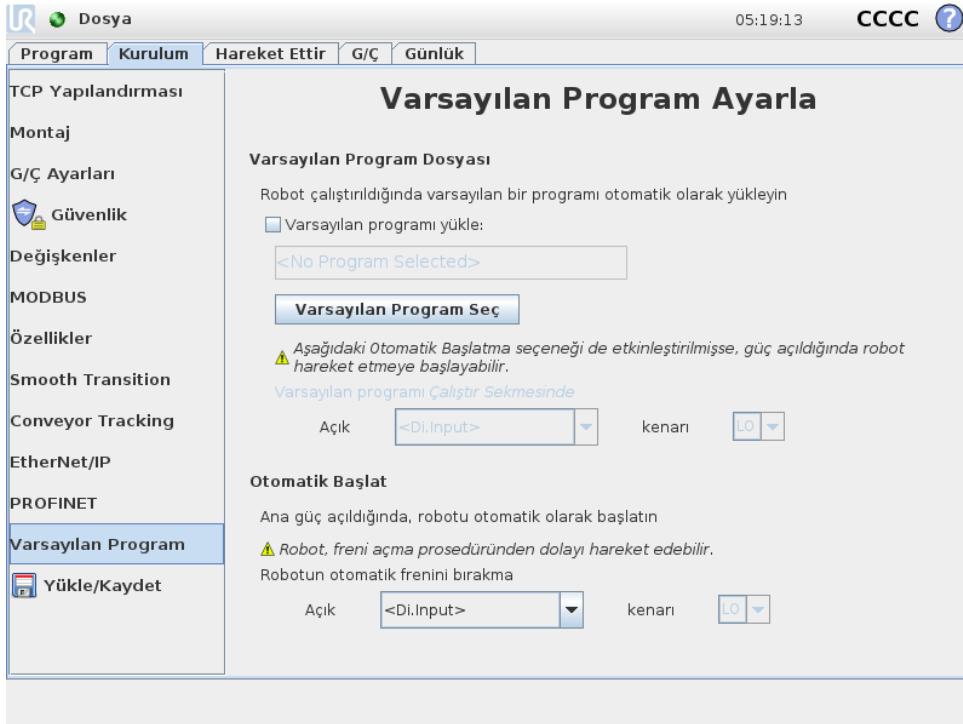 UR Dosya 05:19:13 CCCC ?
Program Kurulum Hareket Ettir G/Ç Günlük
TCP Yapılandırması
Montaj
G/Ç Ayarları
Güvenlik
Değişkenler
MODBUS
Özellikler
Smooth Transition
Conveyor Tracking
EtherNet/IP
PROFINET
Varsayılan Program
Yükle/Kaydet
Varsayılan Program Ayarla
Varsayılan Program Dosyası
Robot çalıştırıldığında varsayılan bir programı otomatik olarak yükleyin
Varsayılan programı yükle:
<No Program Selected>
Varsayılan Program Seç
Aşağıdaki Otomatik Başlatma seçeneği de etkinleştirilmişse, güç açıldığında robot
hareket etmeye başlayabilir.
Varsayılan programı Çalıştır Sekmesinde
Açık <Di.Input> kenarı LO
Otomatik Başlat
Ana güç açıldığında, robotu otomatik olarak başlatın
Robot, freni açma prosedüründen dolayı hareket edebilir.
Robotun otomatik frenini bırakma
Açık <Di.Input> kenarı LO